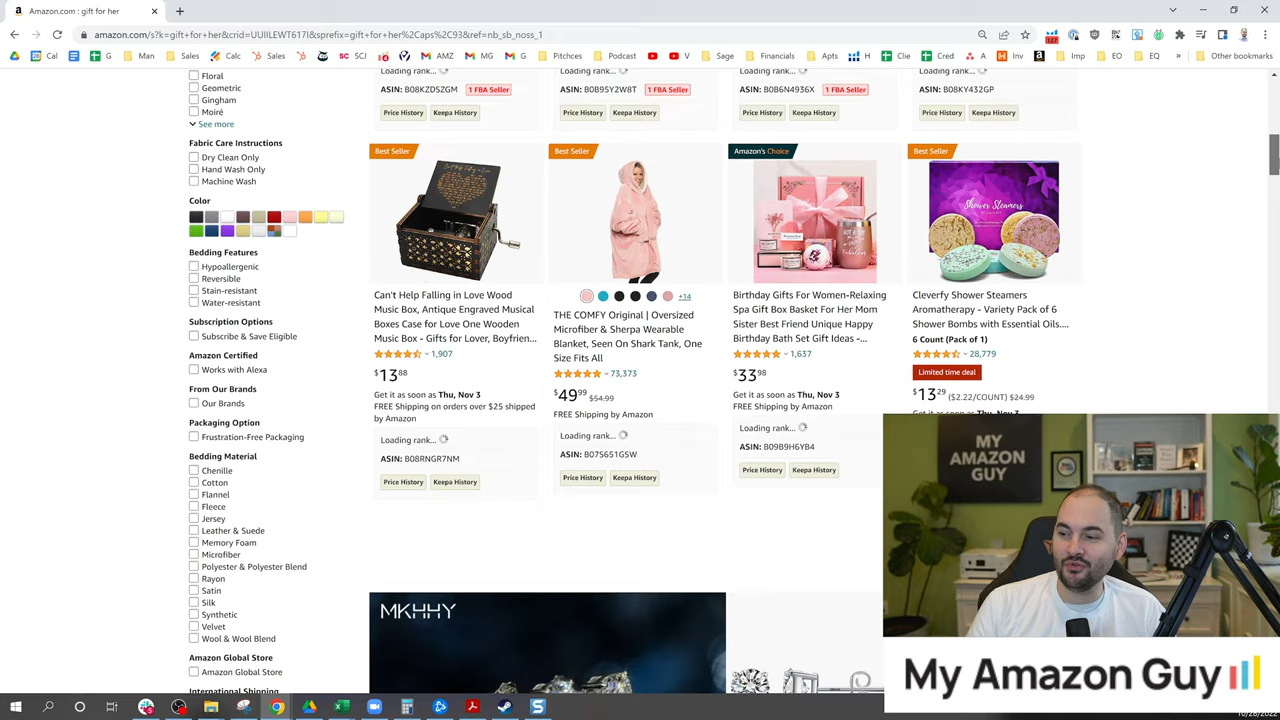 Amazon.com : gift for her
amazon.com/s?k=gift+for+her&crid=UUIILEWT617I&sprefix=gift+for+her%2Caps%2C93&ref=nb_sb_noss_1
127
Cal
G
Man
Sales
Calc
Sales
SC
SCJ
AMZ
MG
G
Pitchces
Podcast
Sage
Financials
Apts
H
Clie
Cred
A
Inv
Imp
EO
EQ
»
Other bookmarks
Floral
Geometric
Gingham
Moiré
See more
Fabric Care Instructions
Dry Clean Only
Hand Wash Only
Machine Wash
Color
Bedding Features
Hypoallergenic
Reversible
Stain-resistant
Water-resistant
Subscription Options
Subscribe & Save Eligible
Amazon Certified
Works with Alexa
From Our Brands
Our Brands
Packaging Option
Frustration-Free Packaging
Bedding Material
Chenille
Cotton
Flannel
Fleece
Jersey
Leather & Suede
Memory Foam
Microfiber
Polyester & Polyester Blend
Rayon
Satin
Silk
Synthetic
Velvet
Wool & Wool Blend
Amazon Global Store
Amazon Global Store
International Shipping
Loading rank...
ASIN: B08KZDSZGM 1 FBA Seller
Price History Keepa History
Loading rank...
ASIN: B0B95Y2W8T 1 FBA Seller
Price History Keepa History
Loading rank...
ASIN: B0B6N4936X 1 FBA Seller
Price History Keepa History
Loading rank...
ASIN: B08KY432GP
Price History Keepa History
Best Seller
Can't Help Falling in Love Wood
Music Box, Antique Engraved Musical
Boxes Case for Love One Wooden
Music Box - Gifts for Lover, Boyfrien...
1,907
$13 88
Get it as soon as Thu, Nov 3
FREE Shipping on orders over $25 shipped
by Amazon
Loading rank...
ASIN: B08RNGR7NM
Price History Keepa History
Best Seller
+14
THE COMFY Original | Oversized
Microfiber & Sherpa Wearable
Blanket, Seen On Shark Tank, One
Size Fits All
73,373
$49 99 $54.99
FREE Shipping by Amazon
Loading rank...
ASIN: B07S651GSW
Price History Keepa History
Amazon's Choice
Birthday Gifts For Women-Relaxing
Spa Gift Box Basket For Her Mom
Sister Best Friend Unique Happy
Birthday Bath Set Gift Ideas -...
1,637
$33 98
Get it as soon as Thu, Nov 3
FREE Shipping by Amazon
Loading rank...
ASIN: B09B9H6YB4
Price History Keepa History
Best Seller
Shower Steamers
Cleverfy Shower Steamers
Aromatherapy - Variety Pack of 6
Shower Bombs with Essential Oils....
6 Count (Pack of 1)
28,779
Limited time deal
$13 29 ($2.22/COUNT) $24.99
Get it as soon as Thu, Nov 3
MKHHY
MY
AMAZON
GUY
My Amazon Guy
10/28/2022